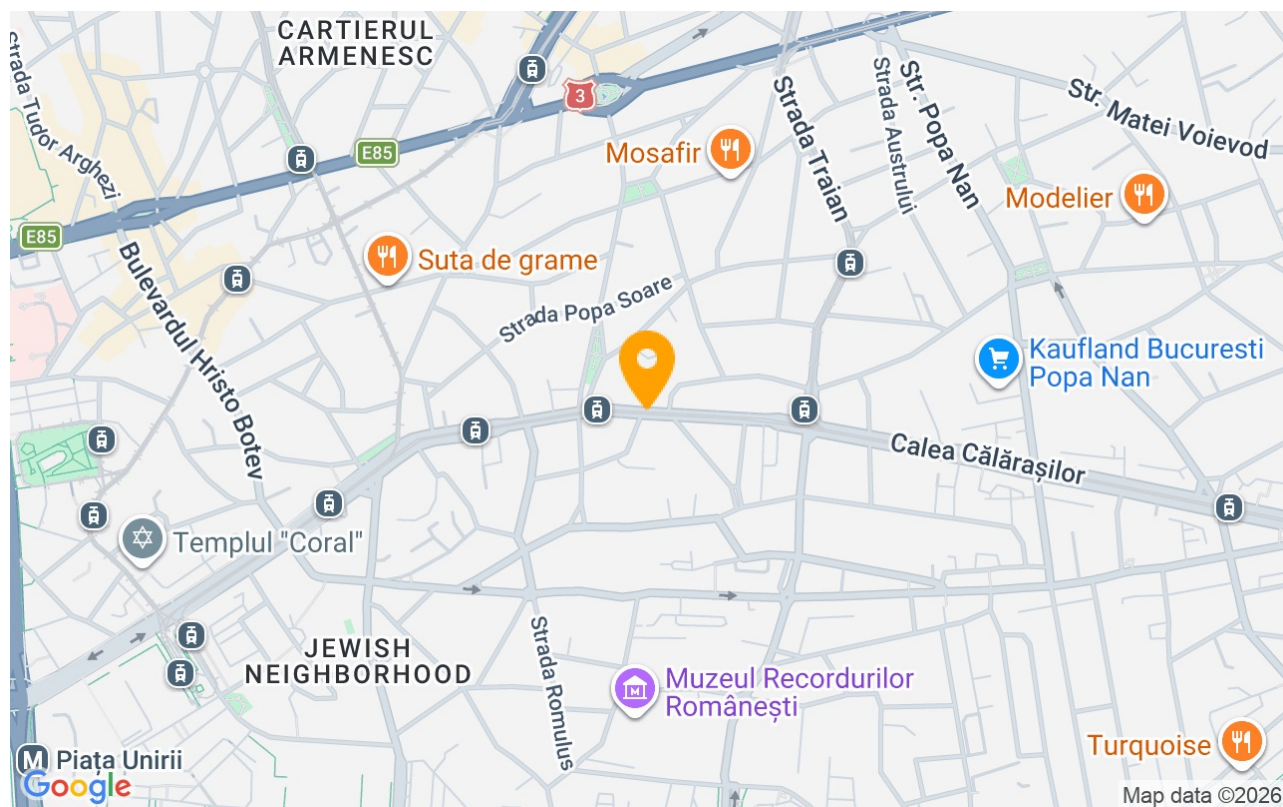 CARTIERUL
ARMENESC
Strada Tudor Arghezi
3
E85
Mosafir
Strada Traian
Strada Austrului
Str. Popa Nan
Str. Matei Voievod
Modelier
E85
Suta de grame
Bulevardul Hristo Botev
Strada Popa Soare
Kaufland Bucuresti
Popa Nan
Calea Călărașilor
Templul "Coral"
JEWISH
NEIGHBORHOOD
Strada Romulus
M
Muzeul Recordurilor
Românești
Turquoise
M Piața Unirii
Google
Map data ©2026